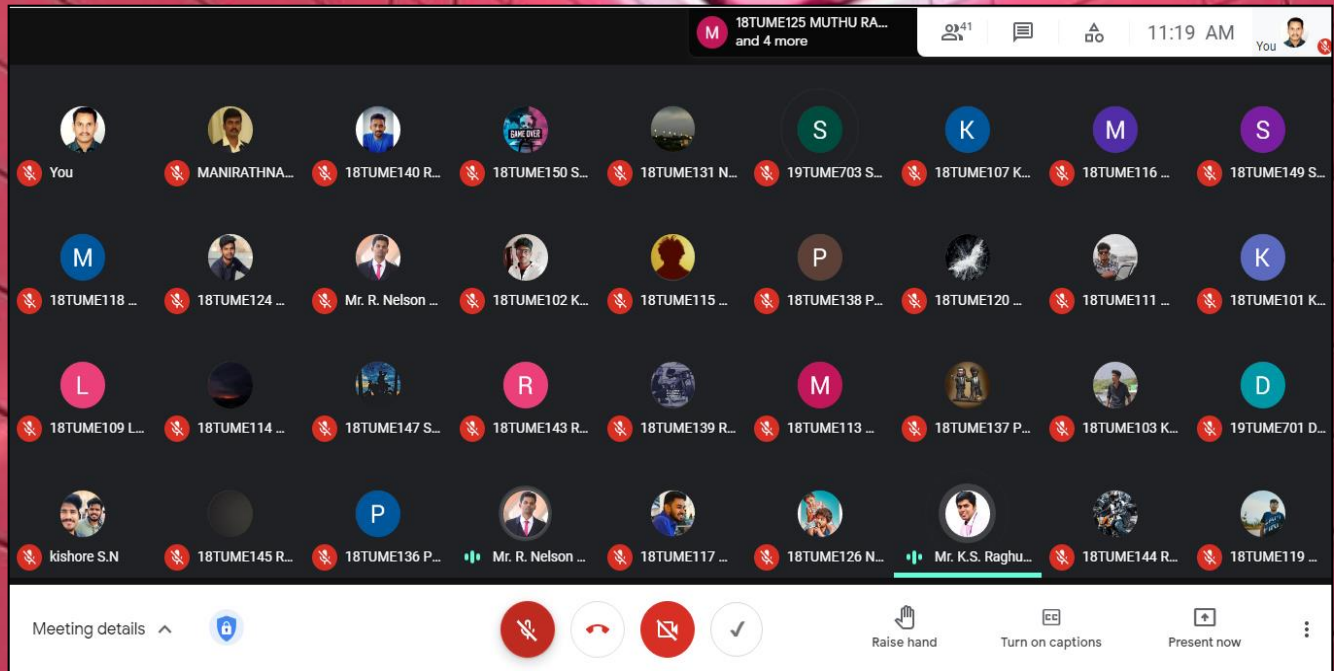 M 18TUME125 MUTHU RA...
and 4 more
41
11:19 AM
You
GAME OVER
S K M S
You MANIRATHNA... 18TUME140 R... 18TUME150 S... 18TUME131 N... 19TUME703 S... 18TUME107 K... 18TUME116 ... 18TUME149 S...
M P K
18TUME118 ... 18TUME124 ... Mr. R. Nelson ... 18TUME102 K... 18TUME115 ... 18TUME138 P... 18TUME120 ... 18TUME111 ... 18TUME101 K...
L R M D
18TUME109 L... 18TUME114 ... 18TUME147 S... 18TUME143 R... 18TUME139 R... 18TUME113 ... 18TUME137 P... 18TUME103 K... 19TUME701 D...
P
kishore S.N 18TUME145 R... 18TUME136 P... Mr. R. Nelson ... 18TUME117 ... 18TUME126 N... Mr. K.S. Raghu... 18TUME144 R... 18TUME119 ...
Meeting details
CC
Raise hand Turn on captions Present now